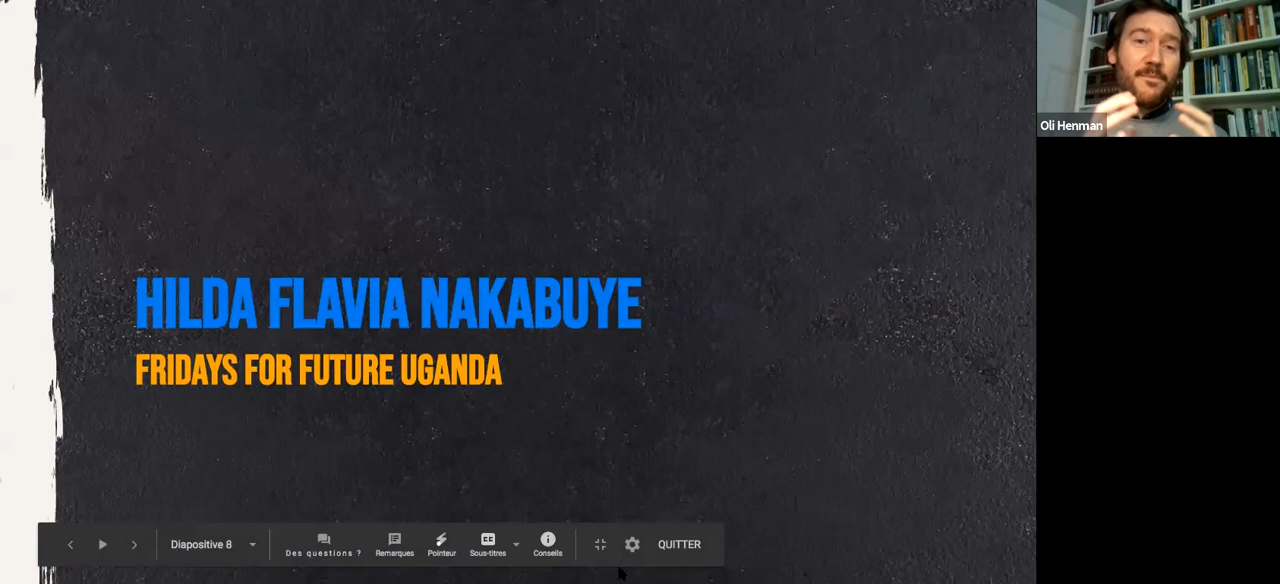 HILDA FLAVIA NAKABUYE
FRIDAYS FOR FUTURE UGANDA
Oli Henman
Diapositive 8
Des questions ?
Remarques
Pointeur
CC
Sous-titres
Conseils
QUITTER